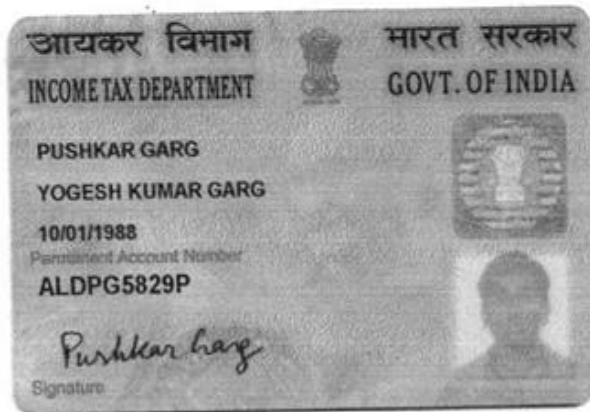 आयकर विभाग
भारत सरकार
INCOME TAX DEPARTMENT
GOVT. OF INDIA
PUSHKAR GARG
YOGESH KUMAR GARG
10/01/1988
Permanent Account Number
ALDPG5829P
Pushkar Garg
Signature